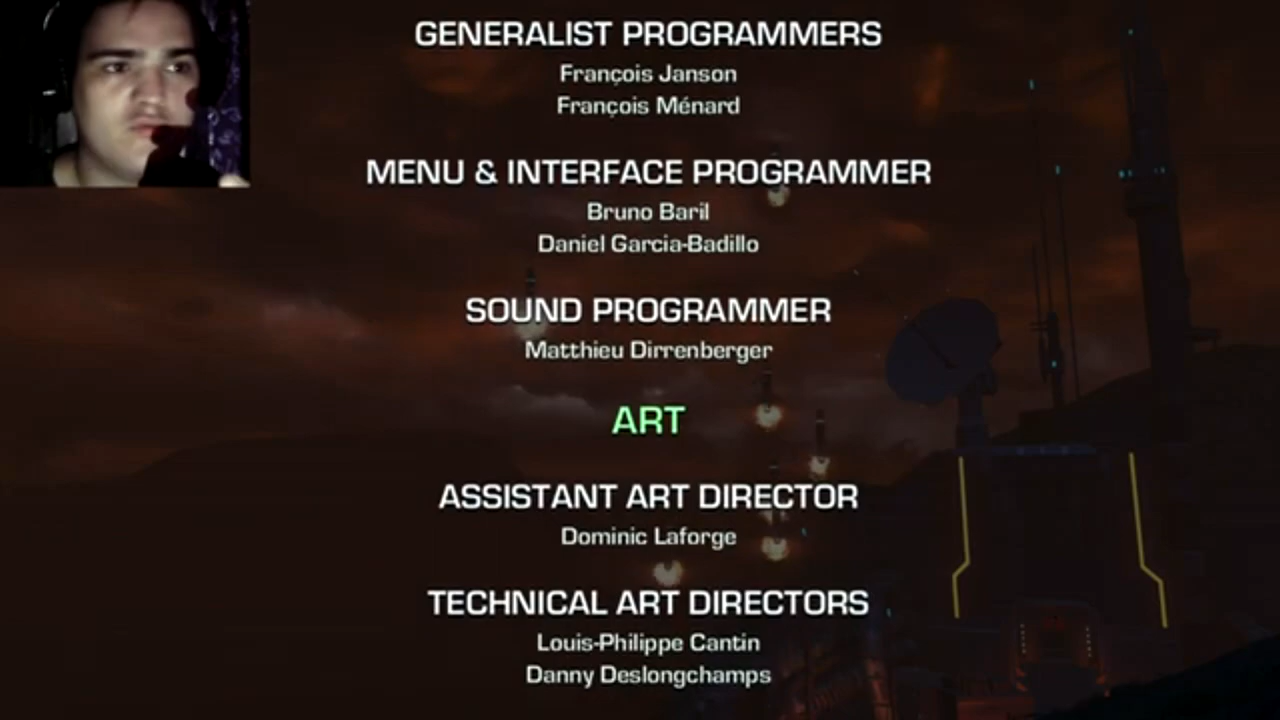 GENERALIST PROGRAMMERS
François Janson
François Ménard
MENU & INTERFACE PROGRAMMER
Bruno Baril
Daniel Garcia-Badillo
SOUND PROGRAMMER
Matthieu Dirrenberger
ART
ASSISTANT ART DIRECTOR
Dominic Laforge
TECHNICAL ART DIRECTORS
Louis-Philippe Cantin
Danny Deslongchamps